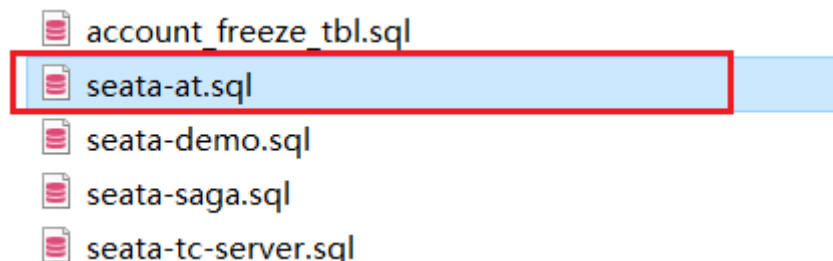 account_freeze_tbl.sql
seata-at.sql
seata-demo.sql
seata-saga.sql
seata-tc-server.sql